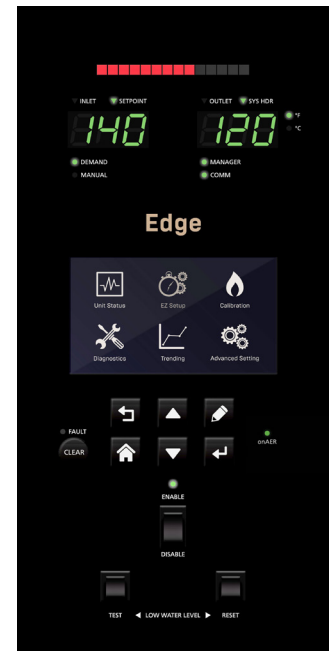 INLET SETPOINT OUTLET SYS HDR
140 120 °F
°C
DEMAND MANAGER
MANUAL COMM
Edge
Unit Status EZ Setup Calibration
Diagnostics Trending Advanced Setting
FAULT
CLEAR
onAER
ENABLE
DISABLE
TEST ◄ LOW WATER LEVEL ► RESET